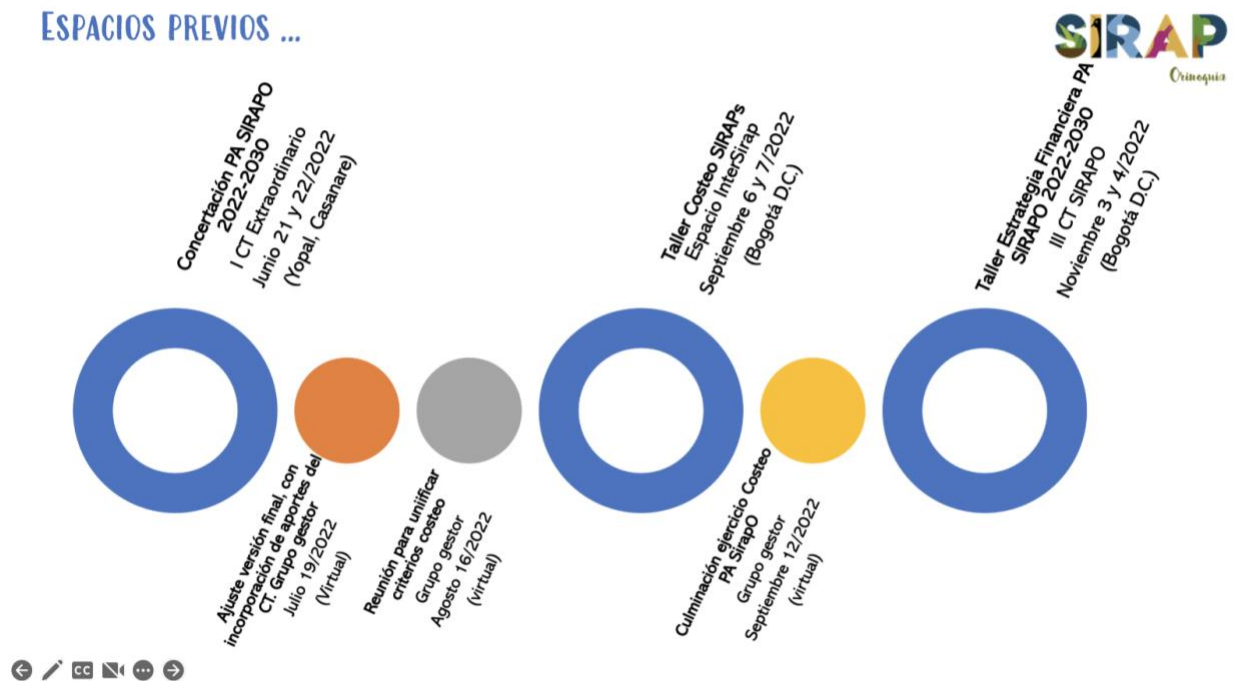 ESPACIOS PREVIOS ...
SIRAP
Orinoquia
Concertación PA SIRAPO
2022-2030
I CT Extraordinario
Junio 21 y 22/2022
(Yopal, Casanare)
Ajuste versión final, con
incorporación de aportes del
CT. Grupo gestor
Julio 19/2022
(Virtual)
Reunión para uniificar
criterios costeo
Grupo gestor
Agosto 16/2022
(virtual)
Taller Costeo SIRAPs
Espacio InterSirap
Septiembre 6 y 7/2022
(Bogotá D.C.)
Culminación ejercicio Costeo
PA SirapO
Grupo gestor
Septiembre 12/2022
(virtual)
Taller Estrategia Financiera PA
SIRAPO 2022-2030
III CT SIRAPO
Noviembre 3 y 4/2022
(Bogotá D.C.)
CC